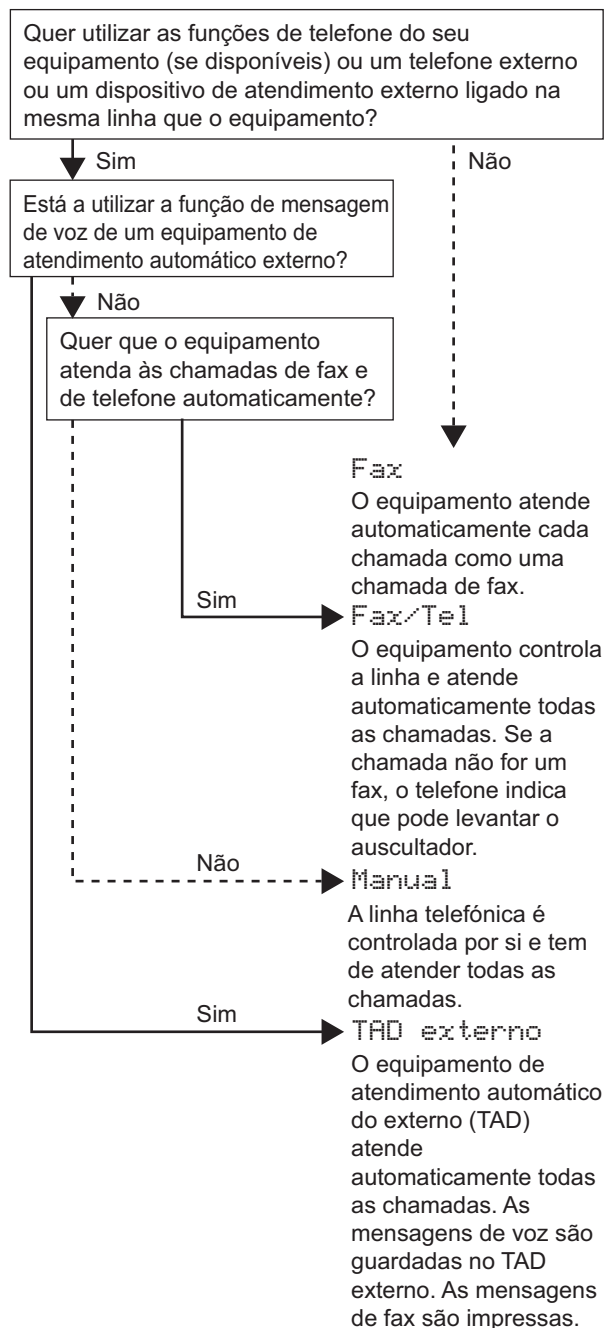 Quer utilizar as funções de telefone do seu
equipamento (se disponíveis) ou um telefone externo
ou um dispositivo de atendimento externo ligado na
mesma linha que o equipamento?
Sim
Não
Está a utilizar a função de mensagem
de voz de um equipamento de
atendimento automático externo?
Não
Quer que o equipamento
atenda às chamadas de fax e
de telefone automaticamente?
Fax
O equipamento atende
automaticamente cada
chamada como uma
chamada de fax.
Sim
Fax/Tel
O equipamento controla
a linha e atende
automaticamente todas
as chamadas. Se a
chamada não for um
fax, o telefone indica
que pode levantar o
auscultador.
Não
Manual
A linha telefónica é
controlada por si e tem
de atender todas as
chamadas.
Sim
TAD externo
O equipamento de
atendimento automático
do externo (TAD)
atende
automaticamente todas
as chamadas. As
mensagens de voz são
guardadas no TAD
externo. As mensagens
de fax são impressas.